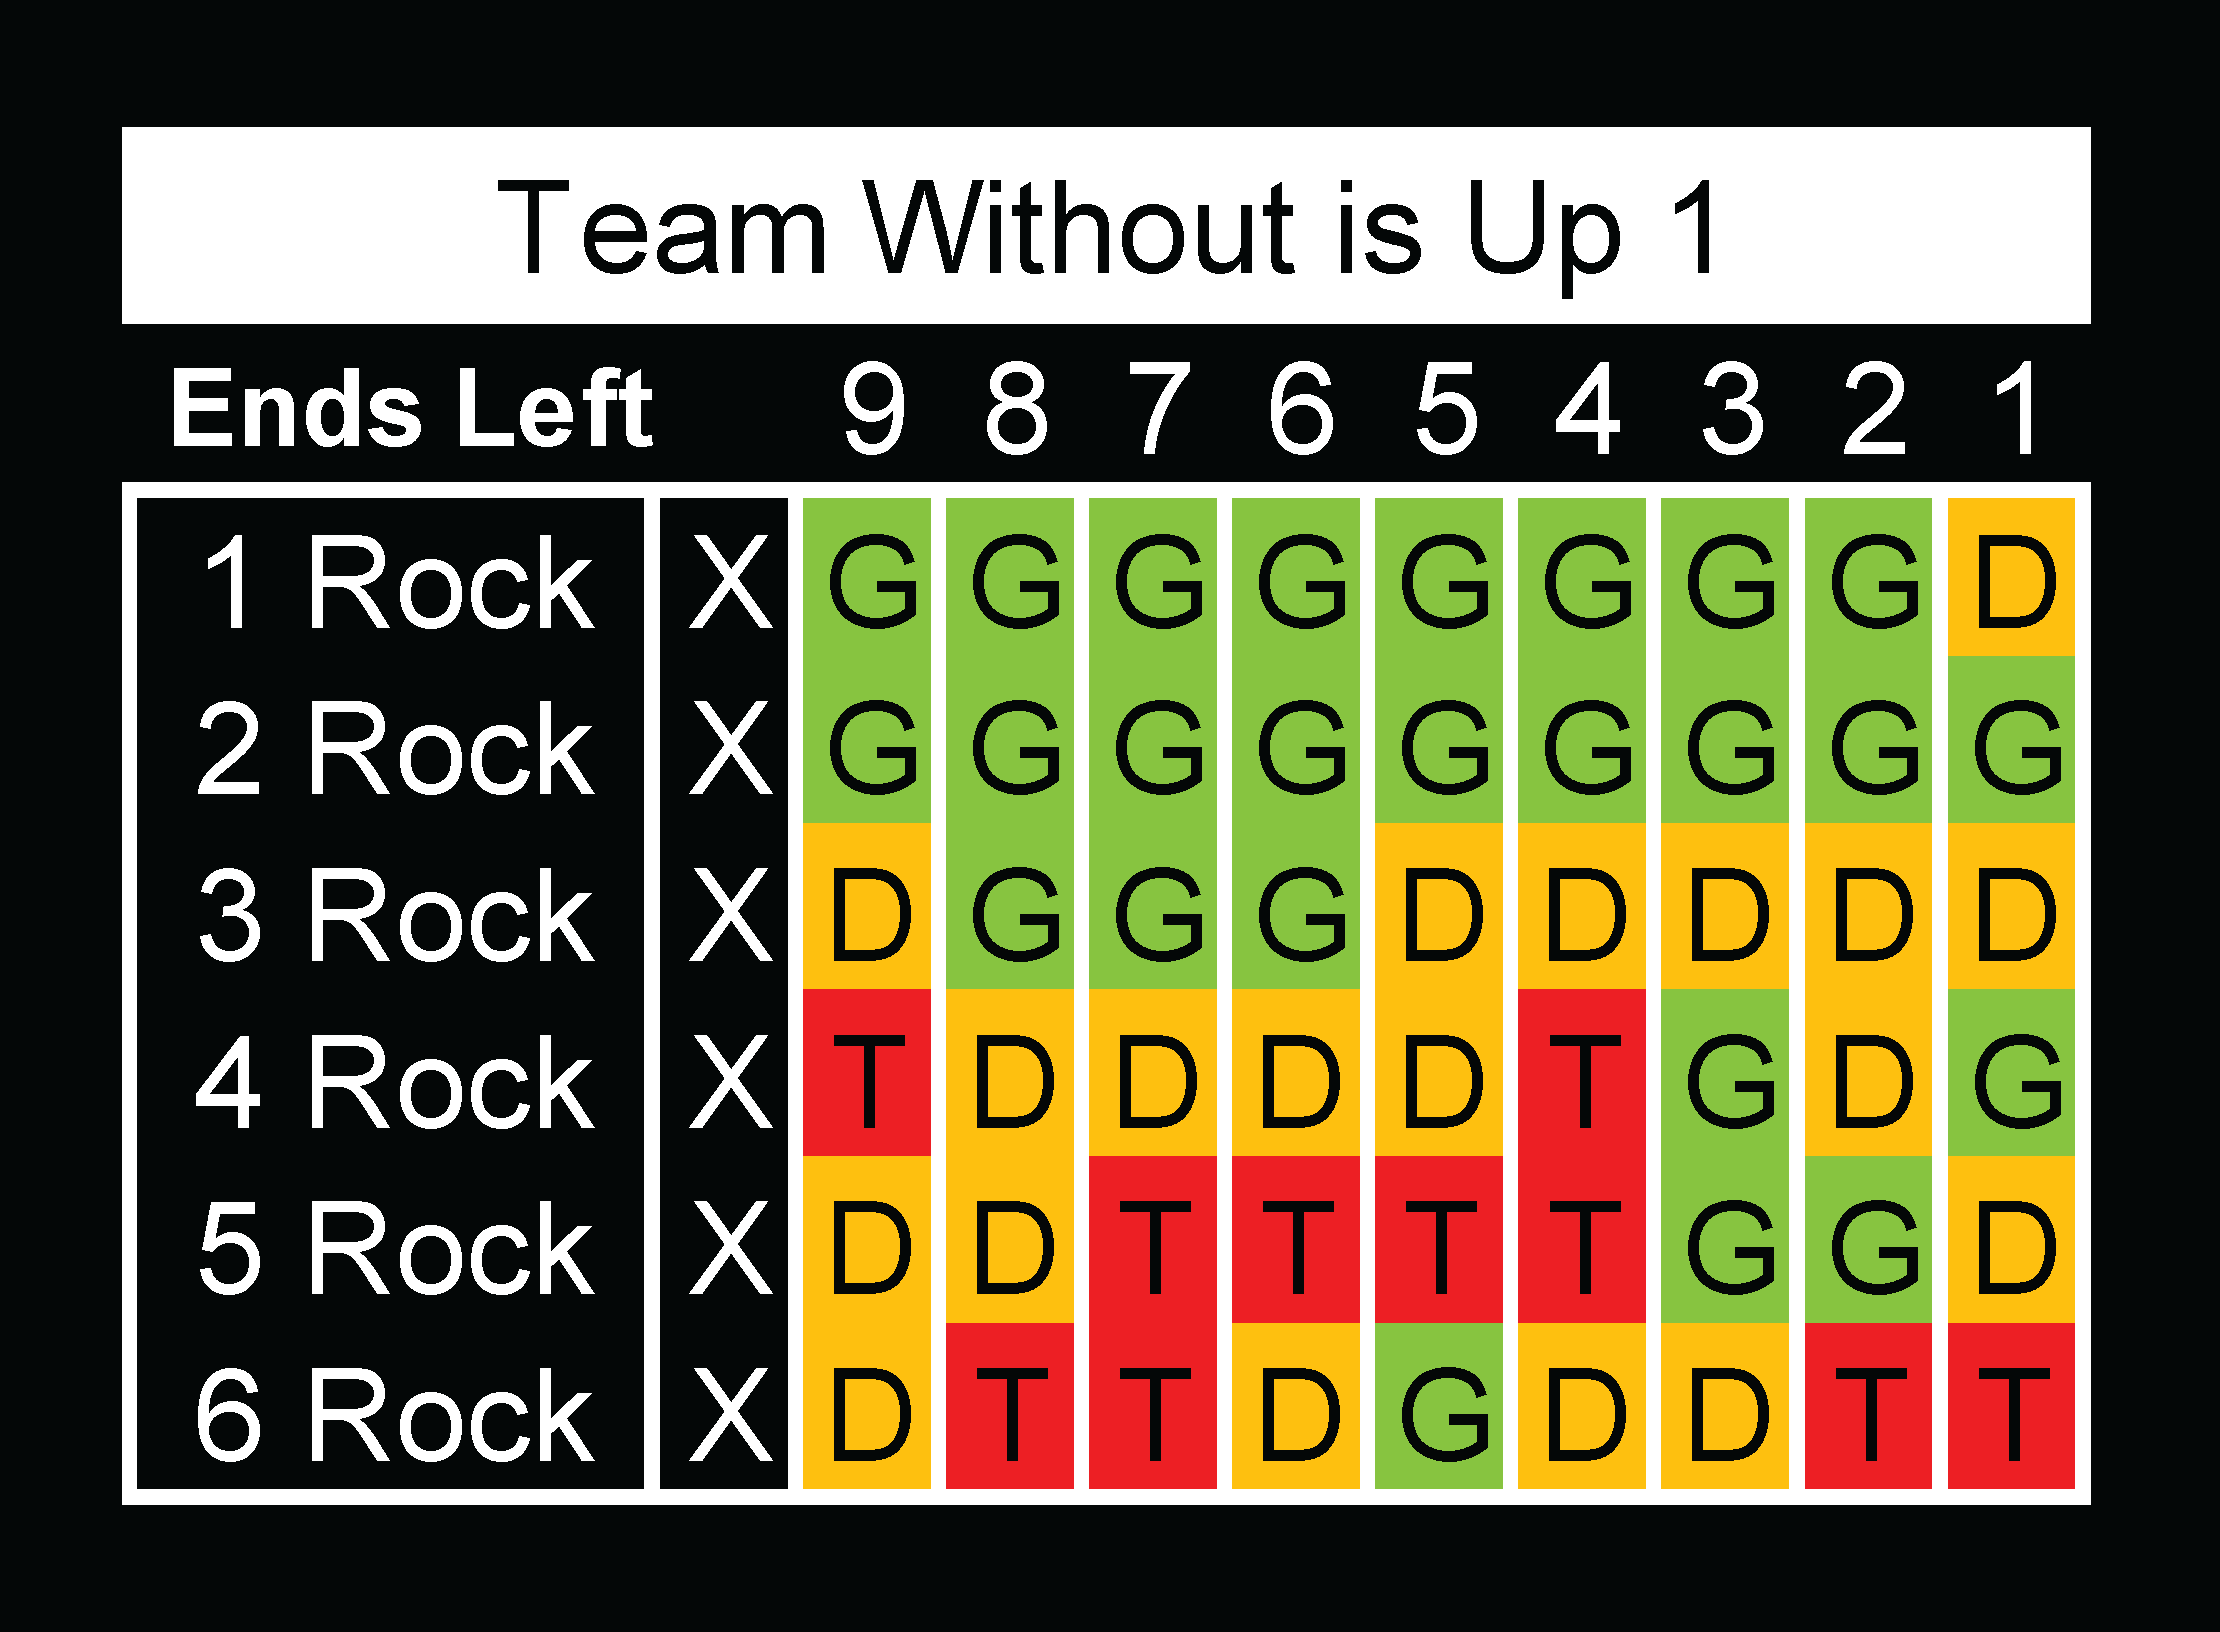 Team Without is Up 1
Ends Left 9 8 7 6 5 4 3 2 1
1 Rock X G G G G G G G G D
2 Rock X G G G G G G G G G
3 Rock X D G G G D D D D D
4 Rock X T D D D D T G D G
5 Rock X D D T T T T G G D
6 Rock X D T T D G D D T T